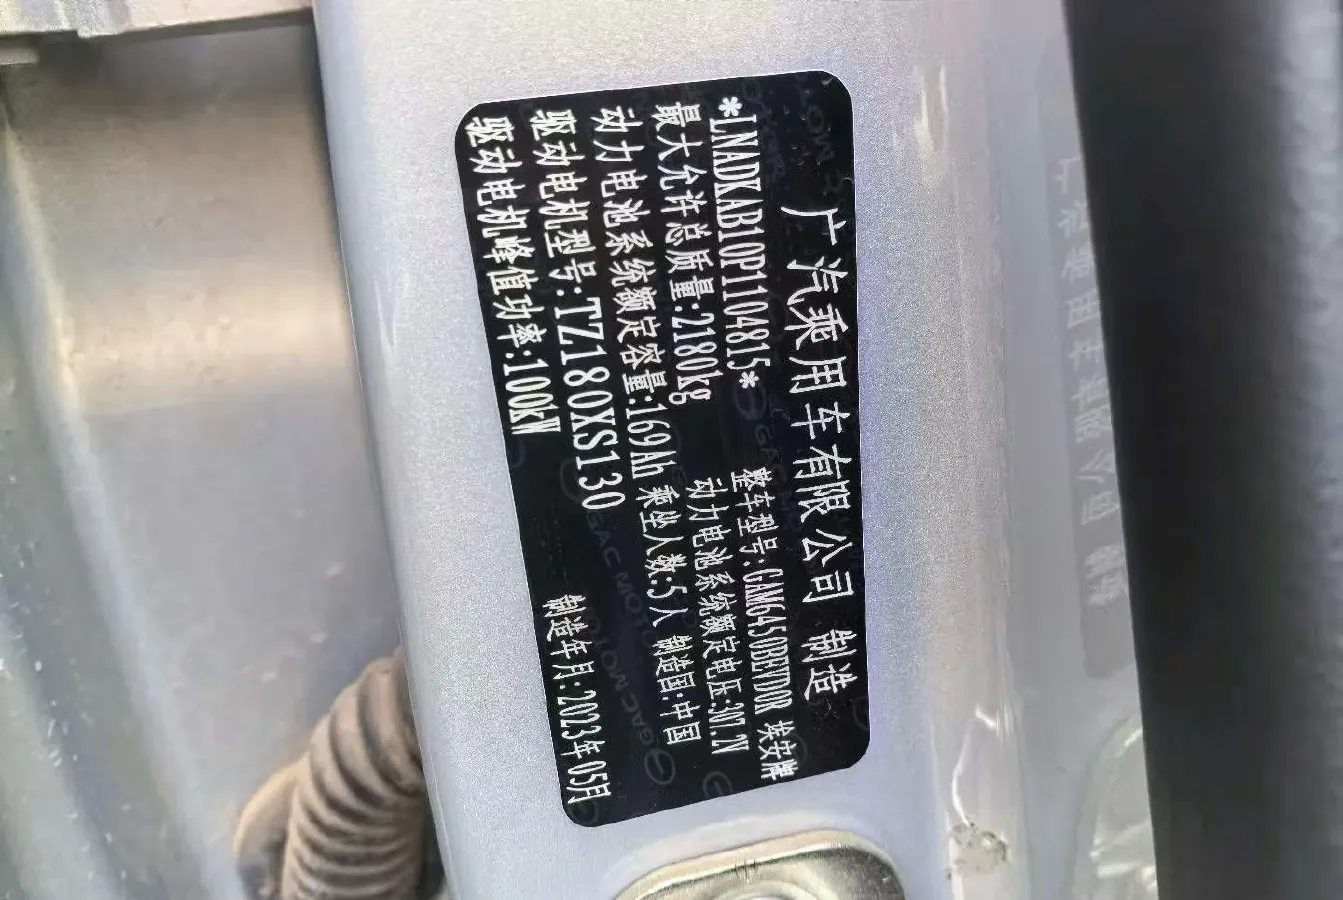 广汽乘用车有限公司 制造
*LNADKAB10P1104815* 整车型号:GAM6450BEVD0R 埃安牌
最大允许总质量:2180kg 动力电池系统额定电压:307.2V
动力电池系统额定容量:169Ah 乘坐人数:5人 制造国:中国
驱动电机型号:TZ180XS130
驱动电机峰值功率:100kW 制造年月:2023年05月